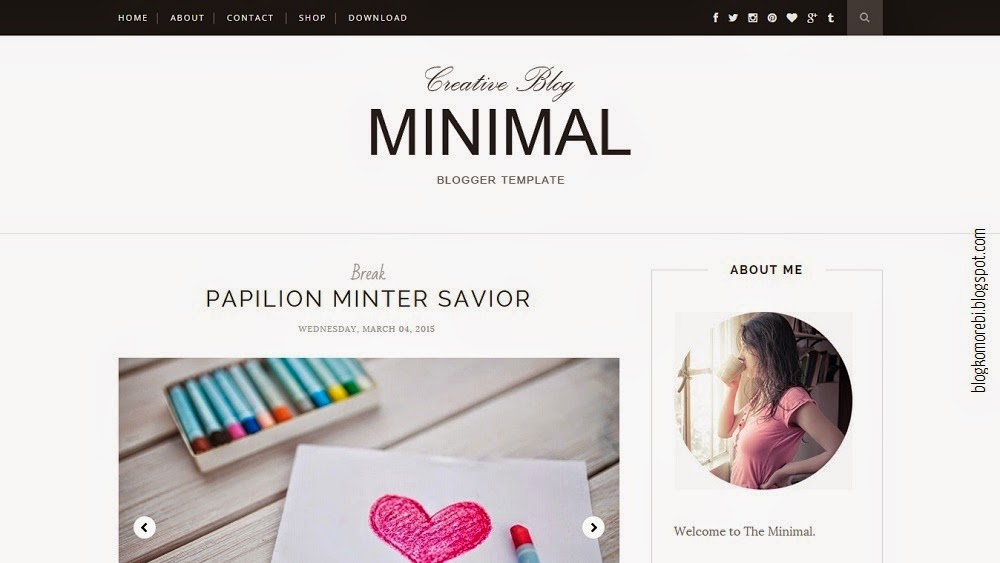 HOME
ABOUT
CONTACT
SHOP
DOWNLOAD
Creative Blog
MINIMAL
BLOGGER TEMPLATE
Break
PAPILION MINTER SAVIOR
WEDNESDAY, MARCH 04, 2015
ABOUT ME
Welcome to The Minimal.
blogkomorebi.blogspot.com